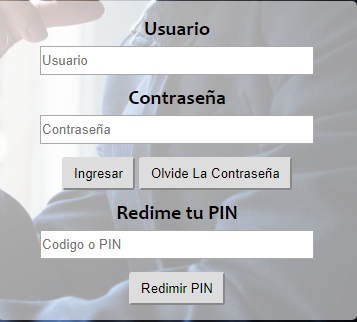 Usuario
Usuario
Contraseña
Contraseña
Ingresar Olvide La Contraseña
Redime tu PIN
Codigo o PIN
Redimir PIN